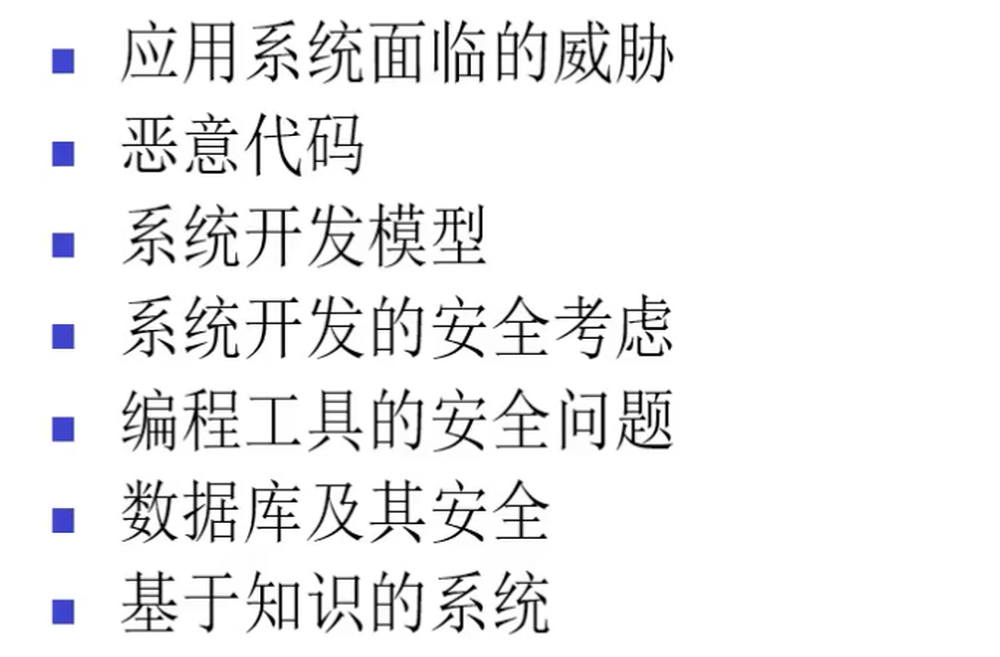 应用系统面临的威胁
恶意代码
系统开发模型
系统开发的安全考虑
编程工具的安全问题
数据库及其安全
基于知识的系统